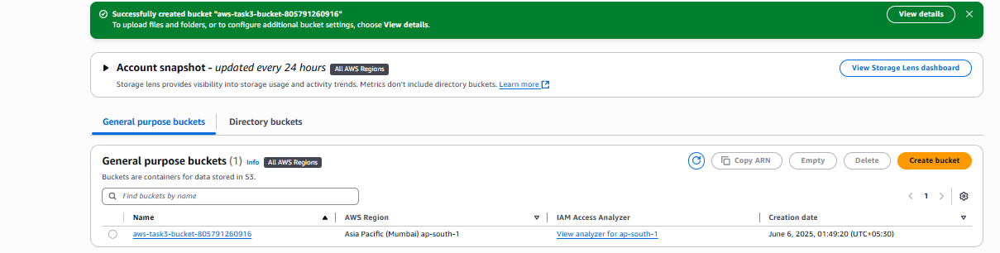 Successfully created bucket "aws-task3-bucket-805791260916"
To upload files and folders, or to configure additional bucket settings, choose View details.
View details
Account snapshot - updated every 24 hours All AWS Regions
View Storage Lens dashboard
Storage lens provides visibility into storage usage and activity trends. Metrics don't include directory buckets. Learn more
General purpose buckets Directory buckets
General purpose buckets (1) Info All AWS Regions
Copy ARN Empty Delete Create bucket
Buckets are containers for data stored in S3.
Find buckets by name
1
Name AWS Region IAM Access Analyzer Creation date
aws-task3-bucket-805791260916 Asia Pacific (Mumbai) ap-south-1 View analyzer for ap-south-1 June 6, 2025, 01:49:20 (UTC+05:30)